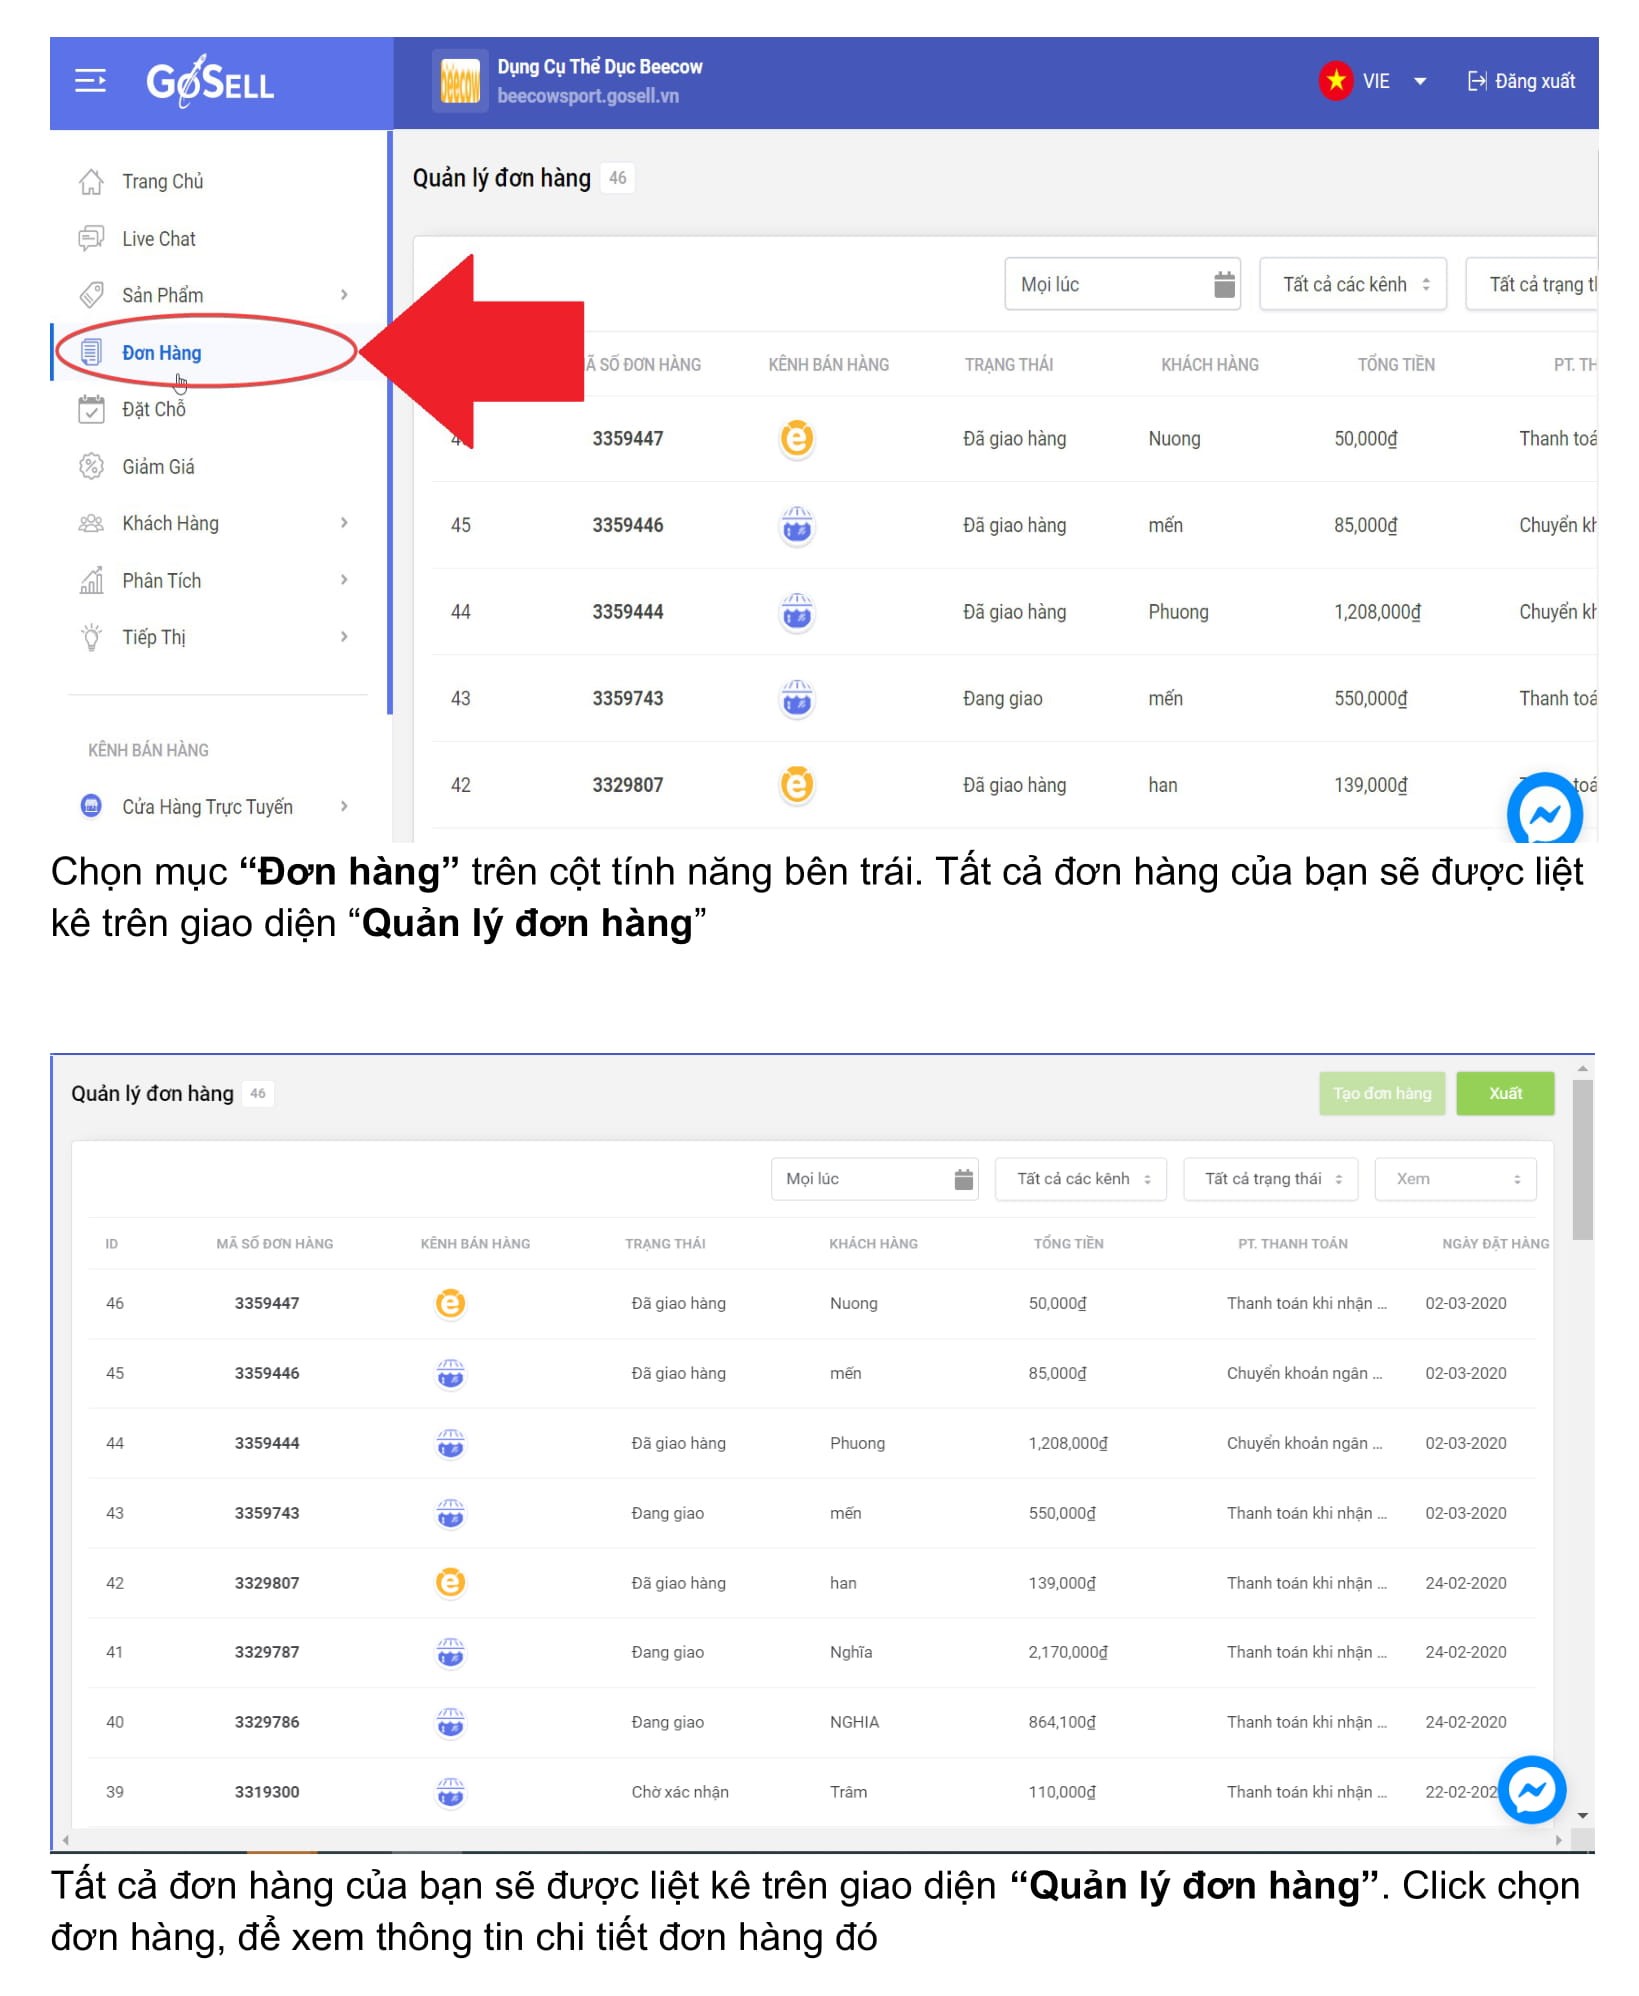 GoSELL
Dụng Cụ Thể Dục Beecow
beecowsport.gosell.vn
VIE
Đăng xuất
beecow
Trang Chủ
Live Chat
Sản Phẩm
Đơn Hàng
Đặt Chỗ
Giảm Giá
Khách Hàng
Phân Tích
Tiếp Thị
KÊNH BÁN HÀNG
Cửa Hàng Trực Tuyến
Quản lý đơn hàng 46
Mọi lúc Tất cả các kênh Tất cả trạng
SỐ ĐƠN HÀNG KÊNH BÁN HÀNG TRẠNG THÁI KHÁCH HÀNG TỔNG TIỀN PT.
3359447 Đã giao hàng Nuong 50,000₫ Thanh
45 3359446 Đã giao hàng mến 85,000₫ Chuyển
44 3359444 Đã giao hàng Phuong 1,208,000₫ Chuyển
43 3359743 Đang giao mến 550,000₫ Thanh
42 3329807 Đã giao hàng han 139,000₫
Chọn mục “Đơn hàng” trên cột tính năng bên trái. Tất cả đơn hàng của bạn sẽ được liệt
kê trên giao diện “Quản lý đơn hàng”
Quản lý đơn hàng 46
Tạo đơn hàng Xuất
Mọi lúc Tất cả các kênh Tất cả trạng thái Xem
ID MÃ SỐ ĐƠN HÀNG KÊNH BÁN HÀNG TRẠNG THÁI KHÁCH HÀNG TỔNG TIỀN PT. THANH TOÁN NGÀY ĐẶT HÀNG
46 3359447 Đã giao hàng Nuong 50,000₫ Thanh toán khi nhận ... 02-03-2020
45 3359446 Đã giao hàng mến 85,000₫ Chuyển khoản ngân ... 02-03-2020
44 3359444 Đã giao hàng Phuong 1,208,000₫ Chuyển khoản ngân ... 02-03-2020
43 3359743 Đang giao mến 550,000₫ Thanh toán khi nhận ... 02-03-2020
42 3329807 Đã giao hàng han 139,000₫ Thanh toán khi nhận ... 24-02-2020
41 3329787 Đang giao Nghĩa 2,170,000₫ Thanh toán khi nhận ... 24-02-2020
40 3329786 Đang giao NGHIA 864,100₫ Thanh toán khi nhận ... 24-02-2020
39 3319300 Chờ xác nhận Trâm 110,000₫ Thanh toán khi nhận ... 22-02-202
Tất cả đơn hàng của bạn sẽ được liệt kê trên giao diện “Quản lý đơn hàng”. Click chọn
đơn hàng, để xem thông tin chi tiết đơn hàng đó